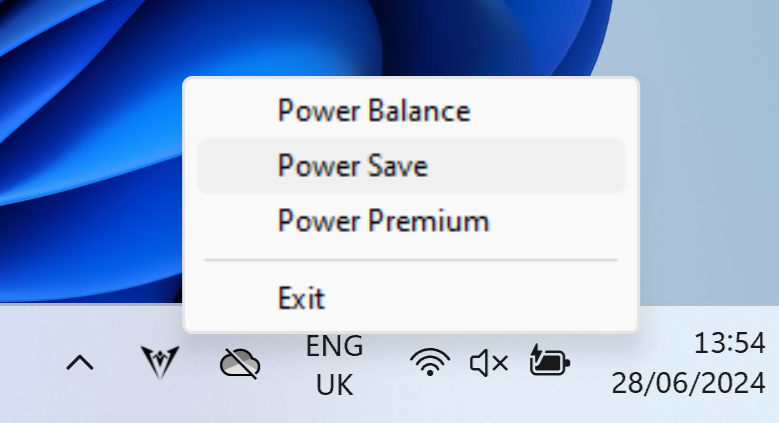 Power Balance
Power Save
Power Premium
Exit
ENG
UK
13:54
28/06/2024